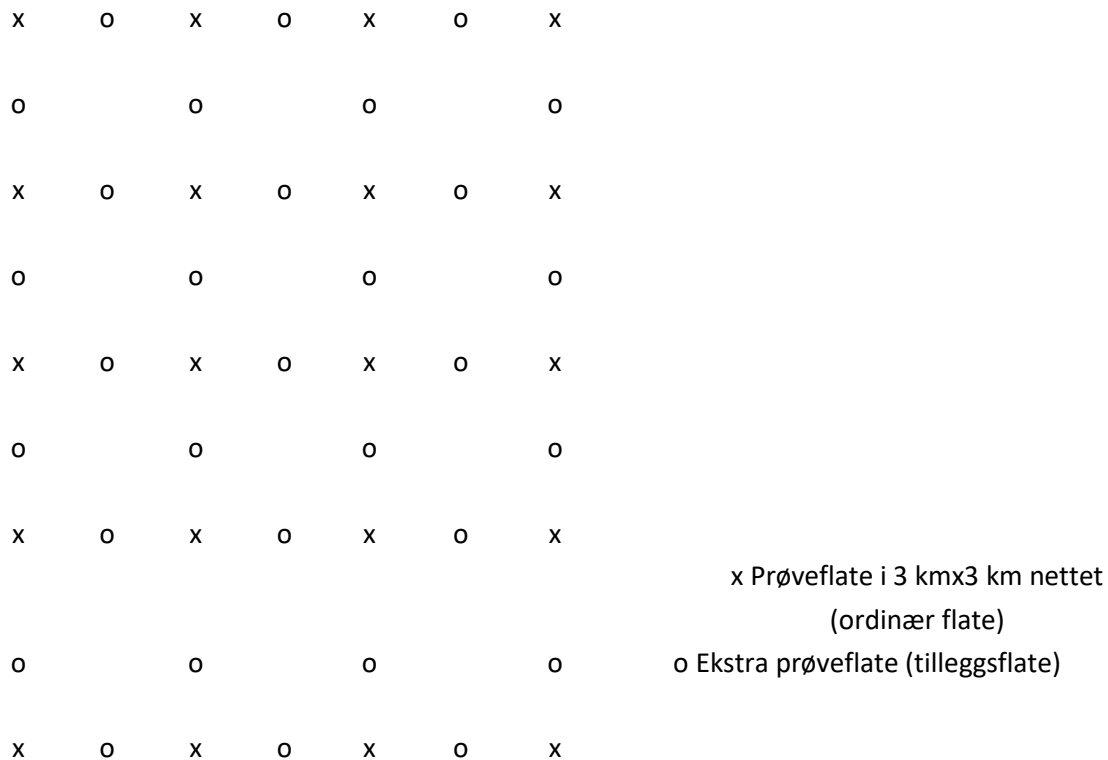 x o x o x o x
o o o o
x o x o x o x
o o o o
x o x o x o x
o o o o
x o x o x o x
x Prøveflate i 3 kmx3 km nettet
(ordinær flate)
o o o o o Ekstra prøveflate (tilleggsflate)
x o x o x o x